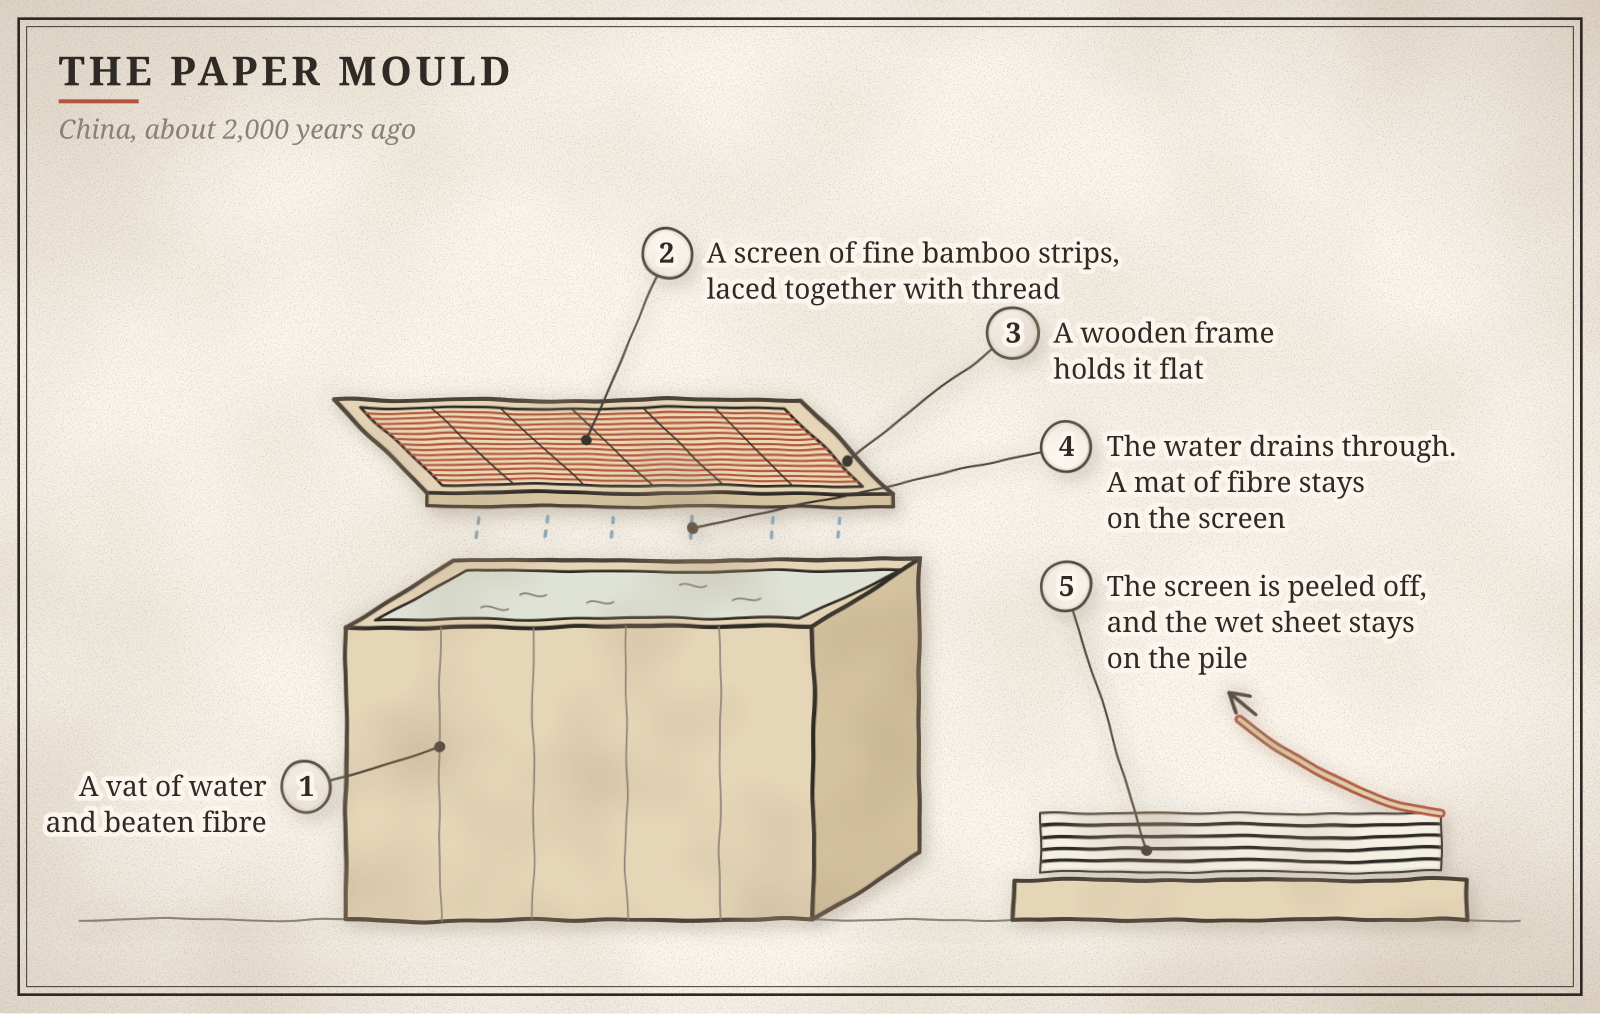 THE PAPER MOULD
China, about 2,000 years ago
2
A screen of fine bamboo strips,
laced together with thread
3
A wooden frame
holds it flat
4
The water drains through.
A mat of fibre stays
on the screen
5
The screen is peeled off,
and the wet sheet stays
on the pile
1
A vat of water
and beaten fibre